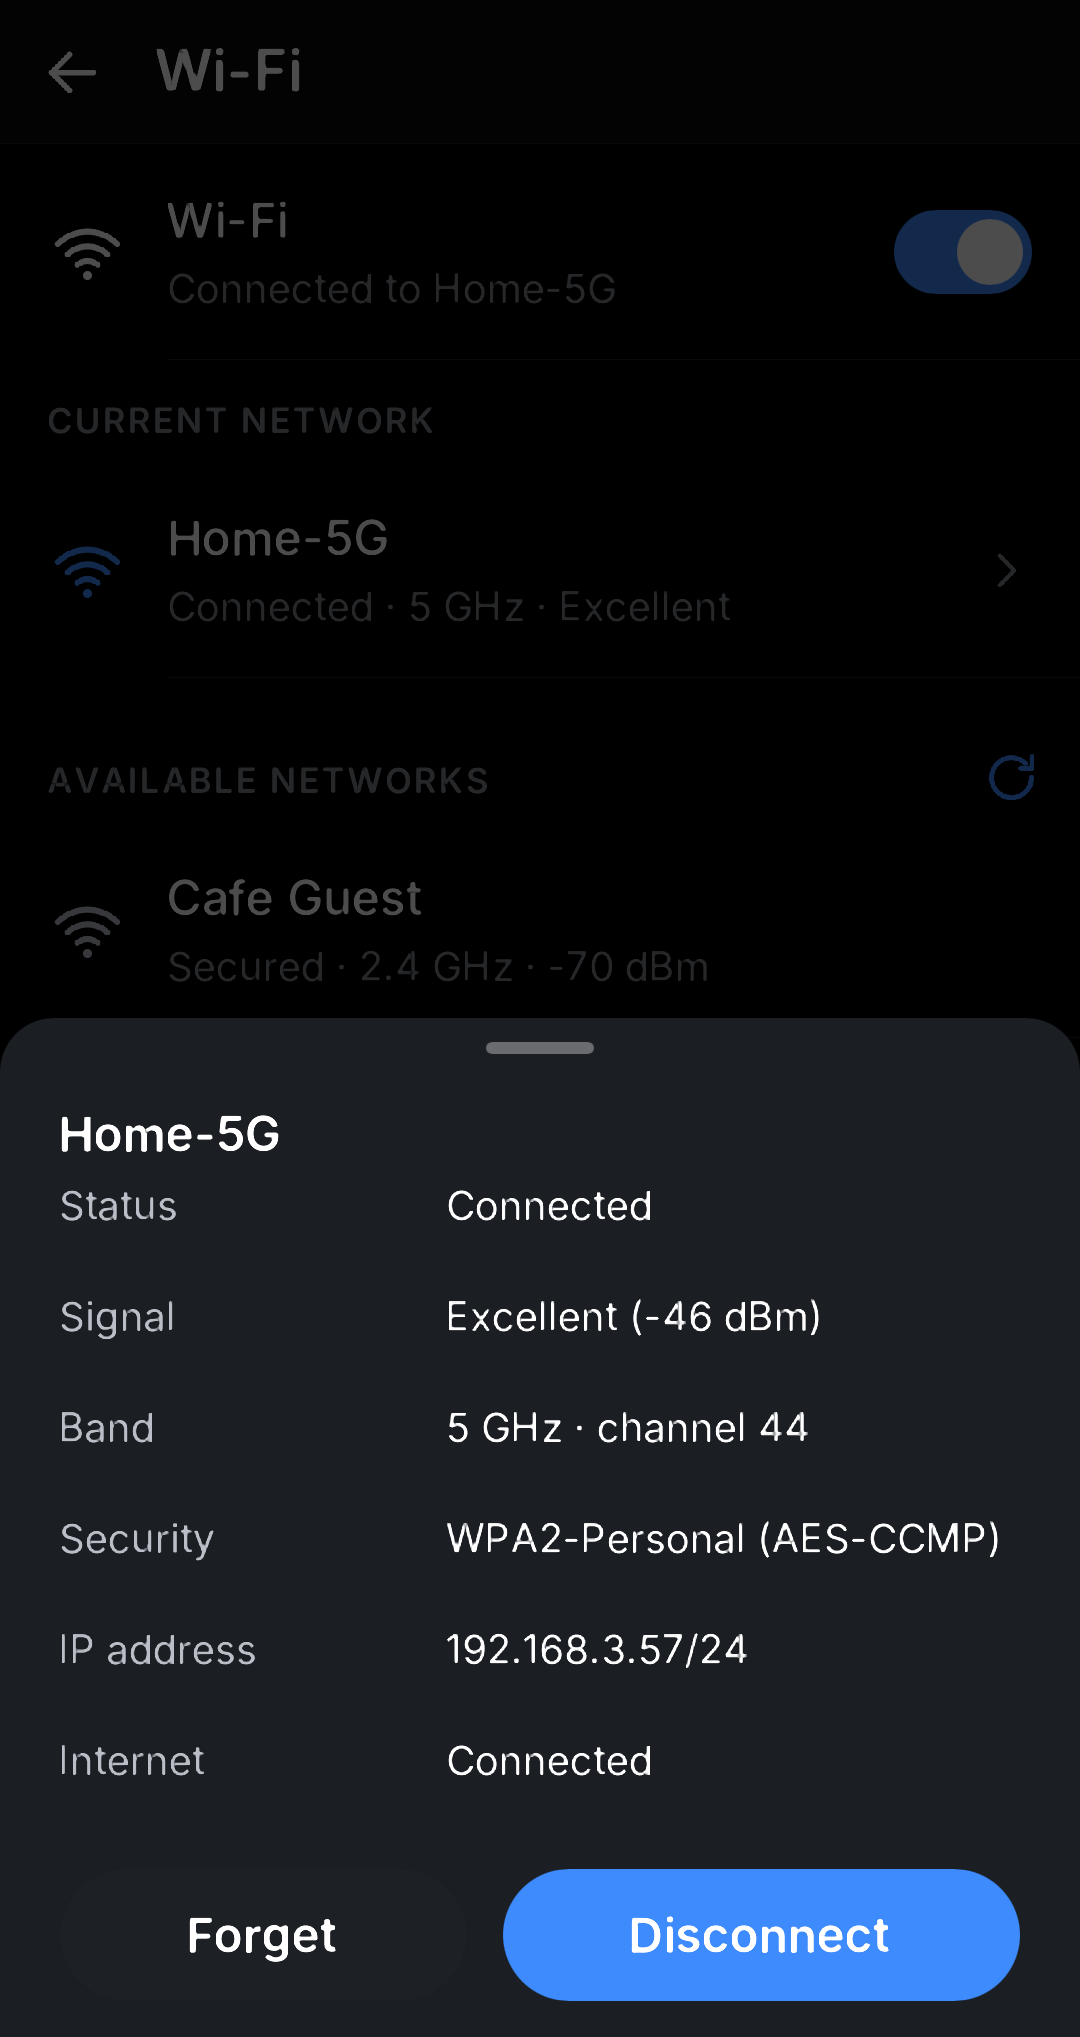 Wi-Fi
Wi-Fi
Connected to Home-5G
CURRENT NETWORK
Home-5G
Connected · 5 GHz · Excellent
AVAILABLE NETWORKS
Cafe Guest
Secured · 2.4 GHz · -70 dBm
Home-5G
Status Connected
Signal Excellent (-46 dBm)
Band 5 GHz · channel 44
Security WPA2-Personal (AES-CCMP)
IP address 192.168.3.57/24
Internet Connected
Forget Disconnect